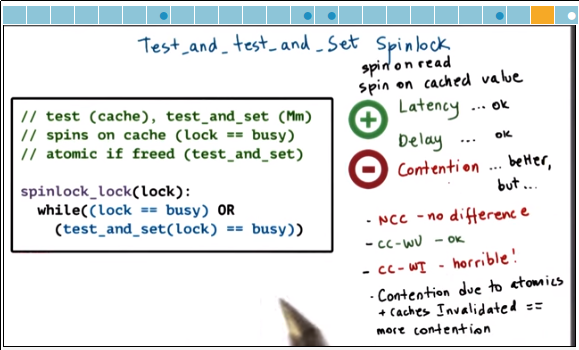 Test_and_test_and_Set Spinlock
spin on read
spin on cached value
// test (cache), test_and_set (Mm)
// spins on cache (lock == busy)
// atomic if freed (test_and_set)
spinlock_lock(lock):
while((lock == busy) OR
(test_and_set(lock) == busy))
+ Latency ... ok
Delay ... ok
- Contention ... better,
but...
- NCC - no difference
- CC-WU - OK
- CC-WI - horrible!
· Contention due to atomics
+ caches Invalidated ==
more contention